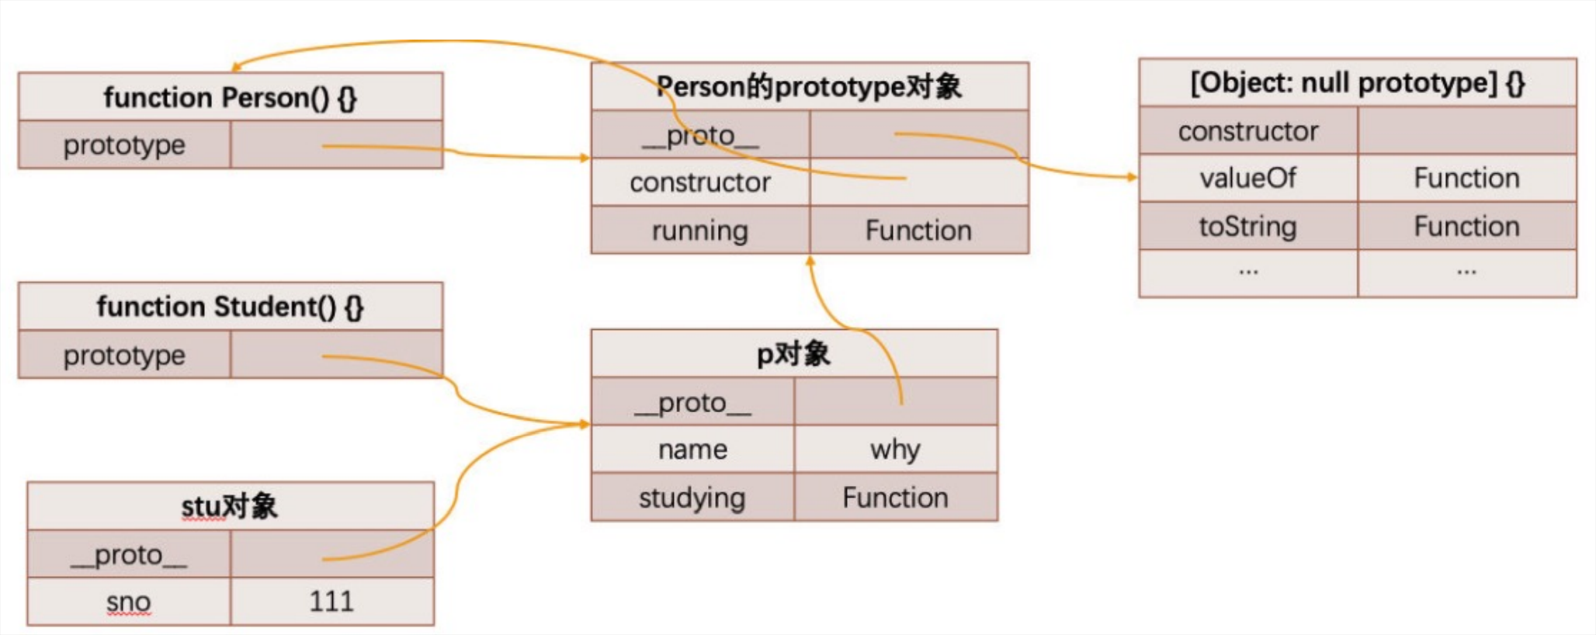 function Person() {}
prototype
Person的prototype对象
__proto__
constructor
running Function
[Object: null prototype] {}
constructor
valueOf Function
toString Function
... ...
function Student() {}
prototype
p对象
__proto__
name why
studying Function
stu对象
__proto__
sno 111